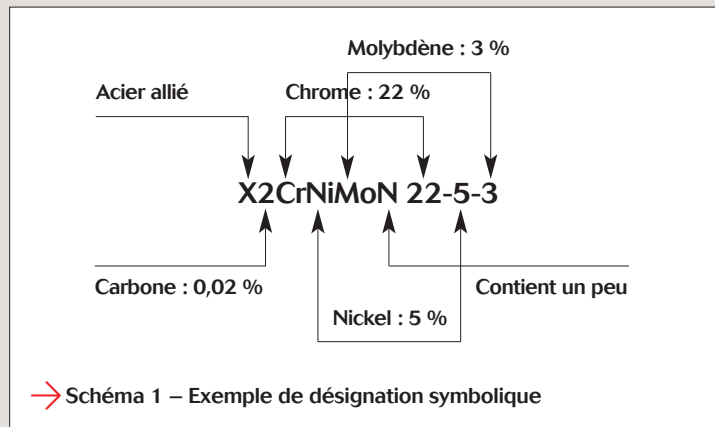 Molybdène : 3 %
Acier allié
Chrome : 22 %
X2CrNiMoN 22-5-3
Carbone : 0,02 %
Contient un peu
Nickel : 5 %
Schéma 1 – Exemple de désignation symbolique